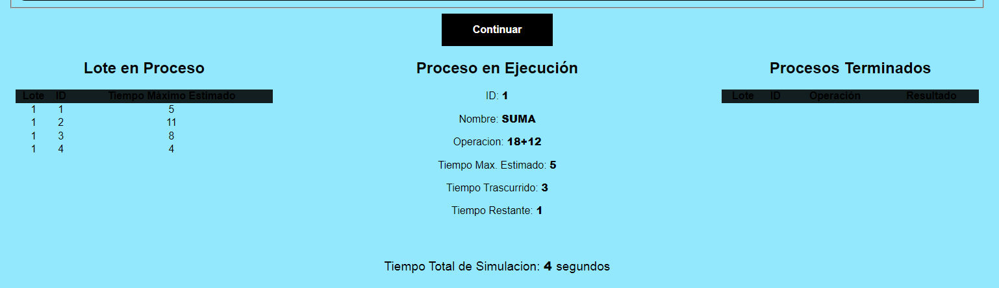 Continuar
Lote en Proceso
Lote ID Tiempo Máximo Estimado
1 1 5
1 2 11
1 3 8
1 4 4
Proceso en Ejecución
ID: 1
Nombre: SUMA
Operacion: 18+12
Tiempo Max. Estimado: 5
Tiempo Trascurrido: 3
Tiempo Restante: 1
Procesos Terminados
Lote ID Operación Resultado
Tiempo Total de Simulacion: 4 segundos